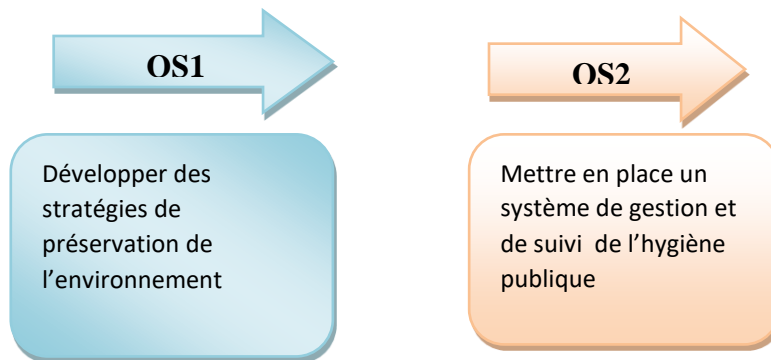 OS1
Développer des
stratégies de
préservation de
l’environnement
OS2
Mettre en place un
système de gestion et
de suivi de l’hygiène
publique